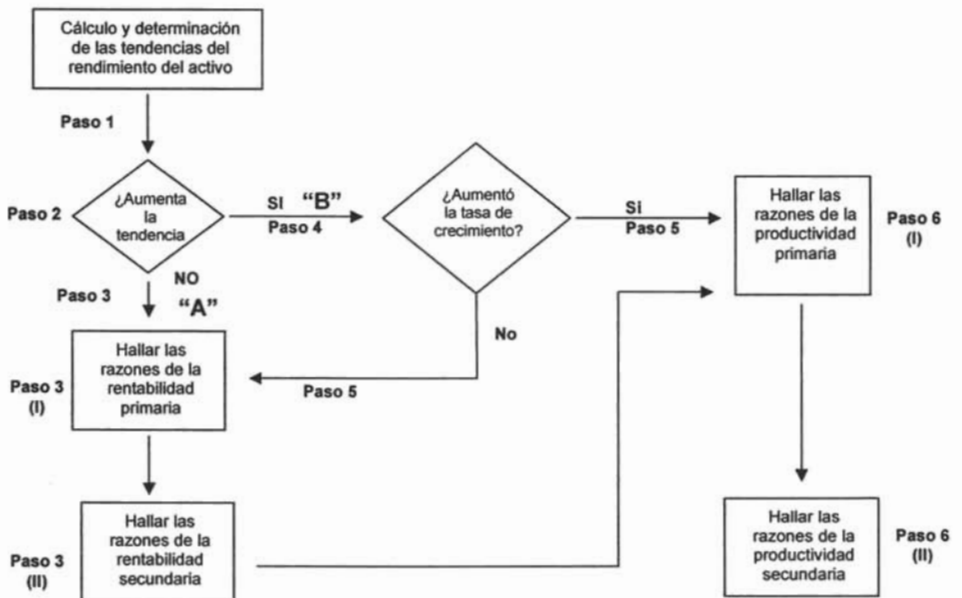 Cálculo y determinación
de las tendencias del
rendimiento del activo
Paso 1
Paso 2
¿Aumenta
la
tendencia
SI “B”
Paso 4
¿Aumentó
la tasa de
crecimiento?
Si
Paso 5
Hallar las
razones de la
productividad
primaria
Paso 6
(I)
NO
Paso 3
“A”
No
Paso 5
Paso 3
(I)
Hallar las
razones de la
rentabilidad
primaria
Paso 3
(II)
Hallar las
razones de la
rentabilidad
secundaria
Hallar las
razones de la
productividad
secundaria
Paso 6
(II)